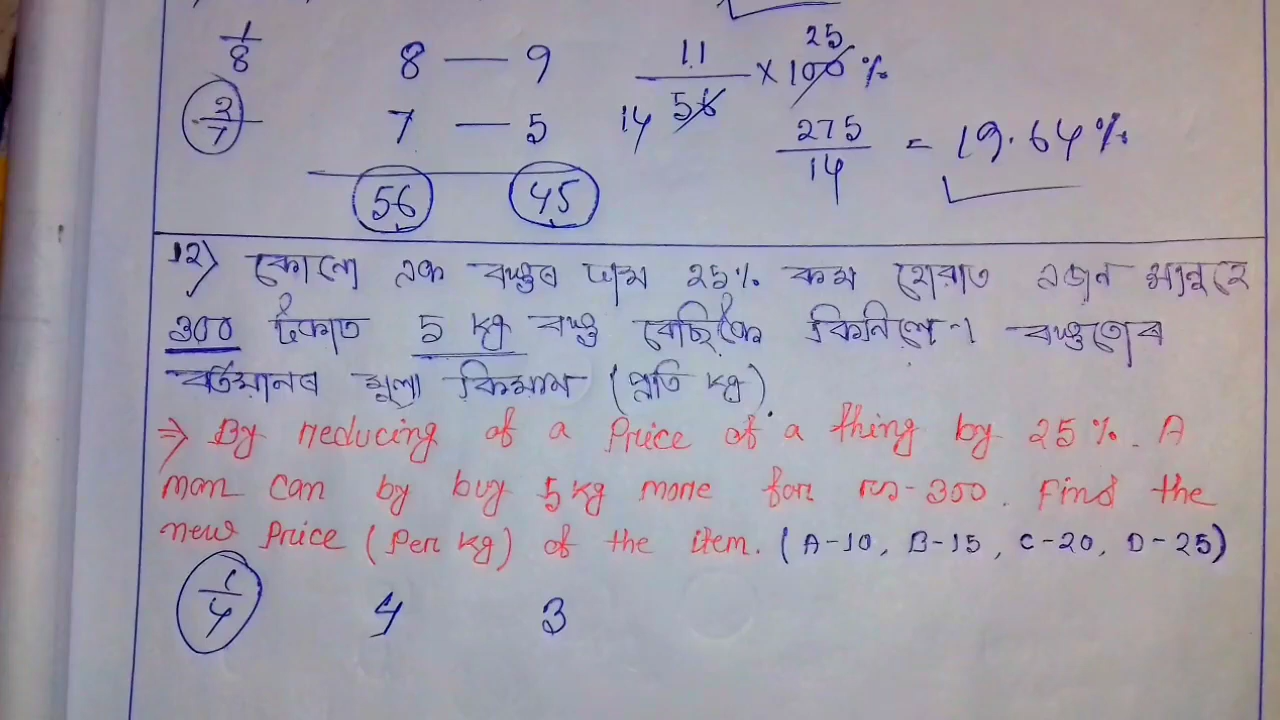 1/8 8 — 9 11/56 × 100 % 25
2/7 7 — 5 14 275/14 = 19.64%
56 45
12) কোনো এক বস্তুৰ দাম 25% কম হোৱাত এজন মানুহে
300 টকাত 5 kg বস্তু বেছিকৈ কিনিলে। বস্তুটোৰ
বৰ্তমানৰ মূল্য কিমান (প্ৰতি kg).
⇒ By reducing of a Price of a thing by 25%. A
man can by buy 5 kg more for rs-300. Find the
new Price (Per kg) of the item. (A-10, B-15, C-20, D-25)
1/4 4 3